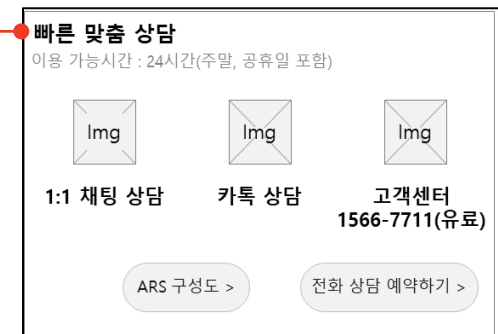 빠른 맞춤 상담
이용 가능시간 : 24시간(주말, 공휴일 포함)
Img Img Img
1:1 채팅 상담 카톡 상담 고객센터
1566-7711(유료)
ARS 구성도 > 전화 상담 예약하기 >